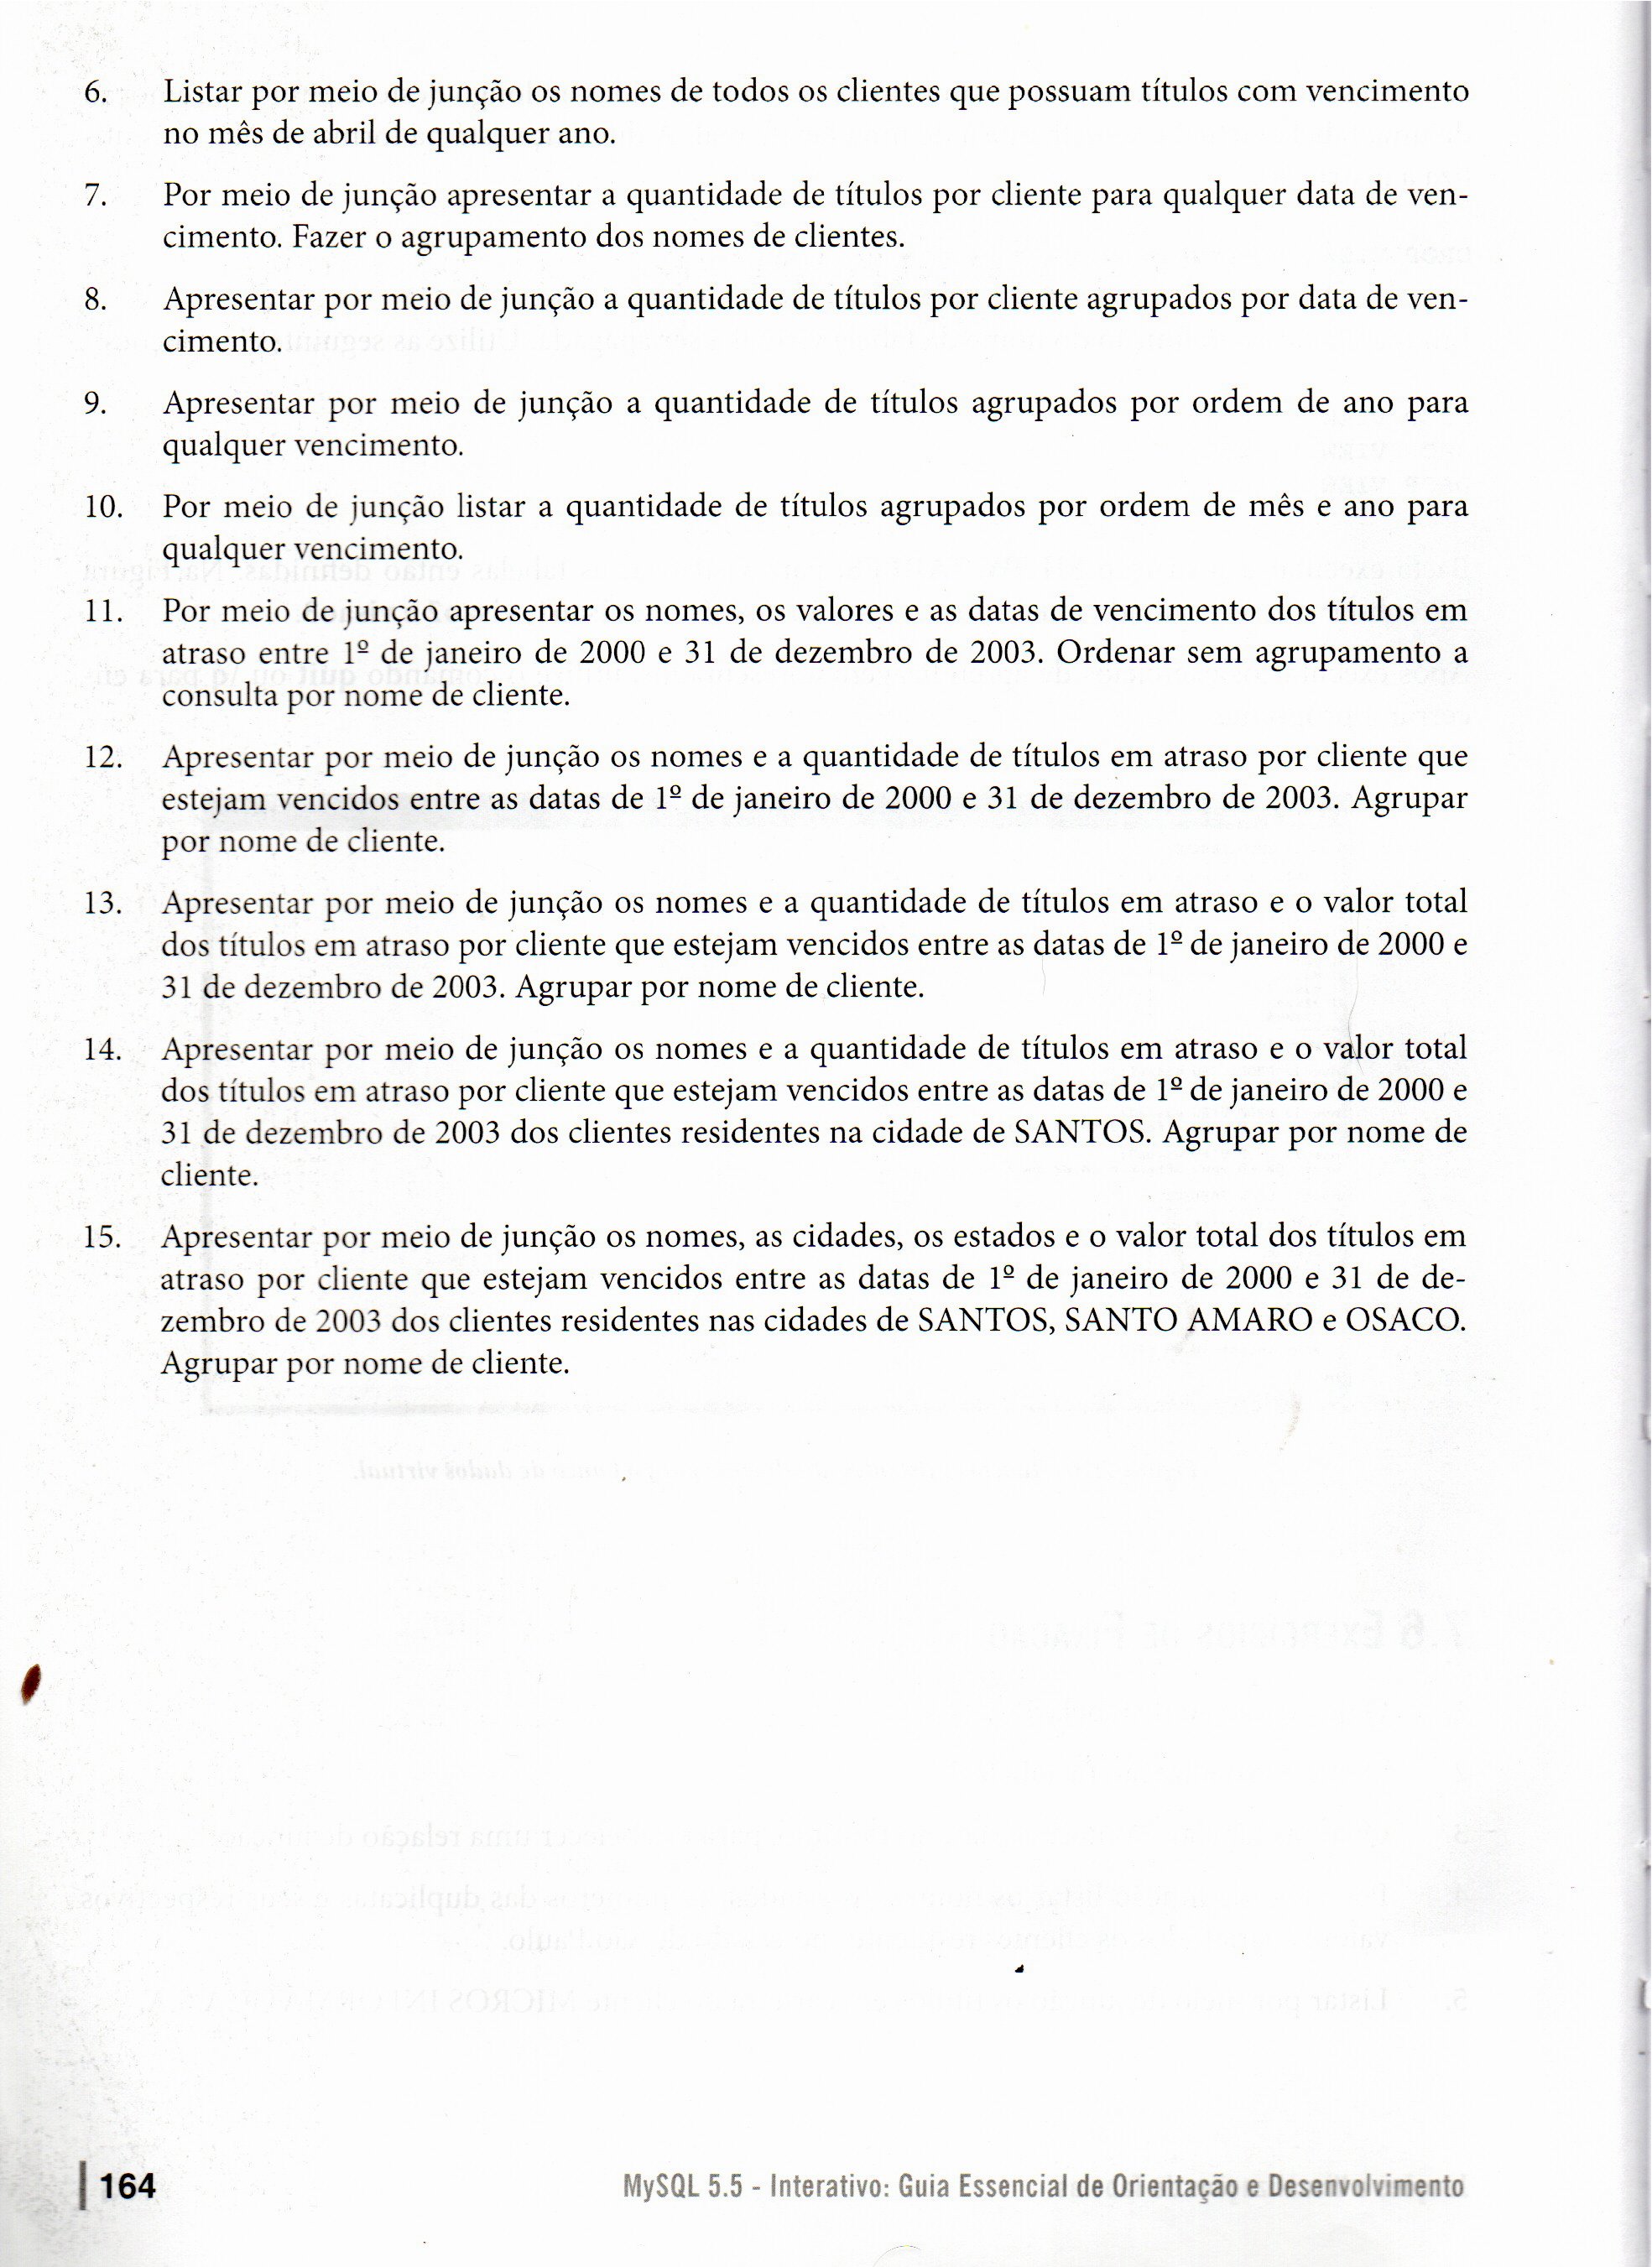 6. Listar por meio de junção os nomes de todos os clientes que possuam títulos com vencimento
no mês de abril de qualquer ano.
7. Por meio de junção apresentar a quantidade de títulos por cliente para qualquer data de ven-
cimento. Fazer o agrupamento dos nomes de clientes.
8. Apresentar por meio de junção a quantidade de títulos por cliente agrupados por data de ven-
cimento.
9. Apresentar por meio de junção a quantidade de títulos agrupados por ordem de ano para
qualquer vencimento.
10. Por meio de junção listar a quantidade de títulos agrupados por ordem de mês e ano para
qualquer vencimento.
11. Por meio de junção apresentar os nomes, os valores e as datas de vencimento dos títulos em
atraso entre 1º de janeiro de 2000 e 31 de dezembro de 2003. Ordenar sem agrupamento a
consulta por nome de cliente.
12. Apresentar por meio de junção os nomes e a quantidade de títulos em atraso por cliente que
estejam vencidos entre as datas de 1º de janeiro de 2000 e 31 de dezembro de 2003. Agrupar
por nome de cliente.
13. Apresentar por meio de junção os nomes e a quantidade de títulos em atraso e o valor total
dos títulos em atraso por cliente que estejam vencidos entre as datas de 1º de janeiro de 2000 e
31 de dezembro de 2003. Agrupar por nome de cliente.
14. Apresentar por meio de junção os nomes e a quantidade de títulos em atraso e o valor total
dos títulos em atraso por cliente que estejam vencidos entre as datas de 1º de janeiro de 2000 e
31 de dezembro de 2003 dos clientes residentes na cidade de SANTOS. Agrupar por nome de
cliente.
15. Apresentar por meio de junção os nomes, as cidades, os estados e o valor total dos títulos em
atraso por cliente que estejam vencidos entre as datas de 1º de janeiro de 2000 e 31 de de-
zembro de 2003 dos clientes residentes nas cidades de SANTOS, SANTO AMARO e OSACO.
Agrupar por nome de cliente.
164 MySQL 5.5 - Interativo: Guia Essencial de Orientação e Desenvolvimento